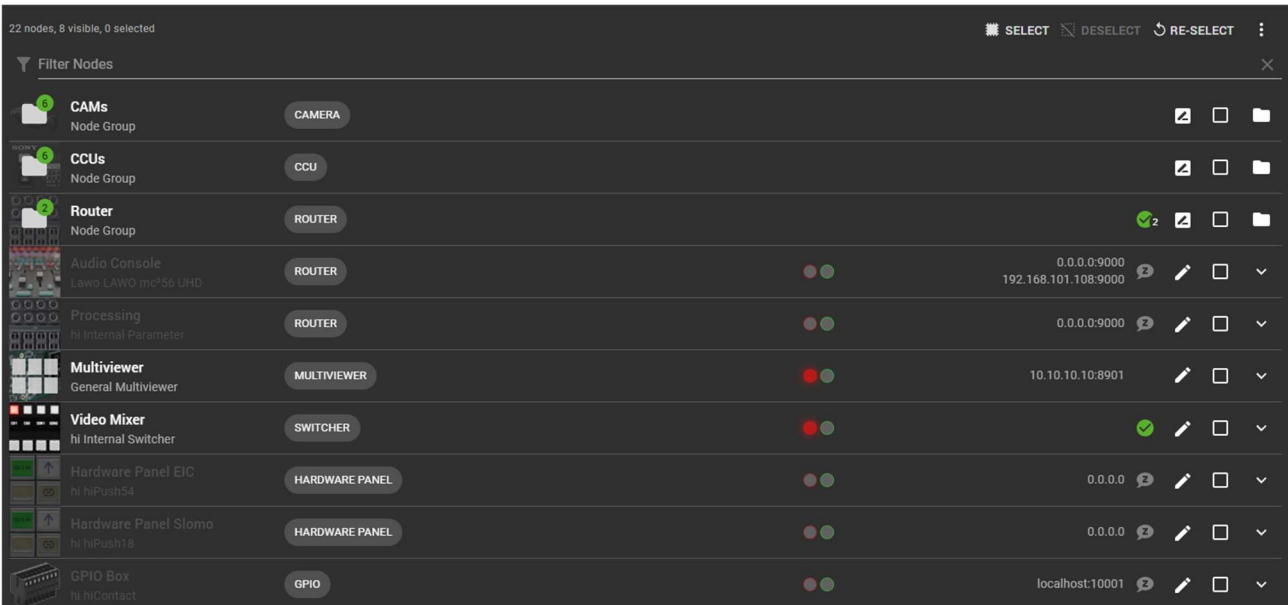 22 nodes, 8 visible, 0 selected
SELECT DESELECT RE-SELECT
Filter Nodes
6
CAMs
Node Group
CAMERA
SONY
6
CCUs
Node Group
CCU
2
Router
Node Group
ROUTER
2
Audio Console
Lawo LAWO mc²56 UHD
ROUTER
0.0.0.0:9000
192.168.101.108:9000
Processing
hi Internal Parameter
ROUTER
0.0.0.0:9000
Multiviewer
General Multiviewer
MULTIVIEWER
10.10.10.10:8901
Video Mixer
hi Internal Switcher
SWITCHER
Hardware Panel EIC
hi hiPush54
HARDWARE PANEL
0.0.0.0
Hardware Panel Slomo
hi hiPush18
HARDWARE PANEL
0.0.0.0
GPIO Box
hi hiContact
GPIO
localhost:10001